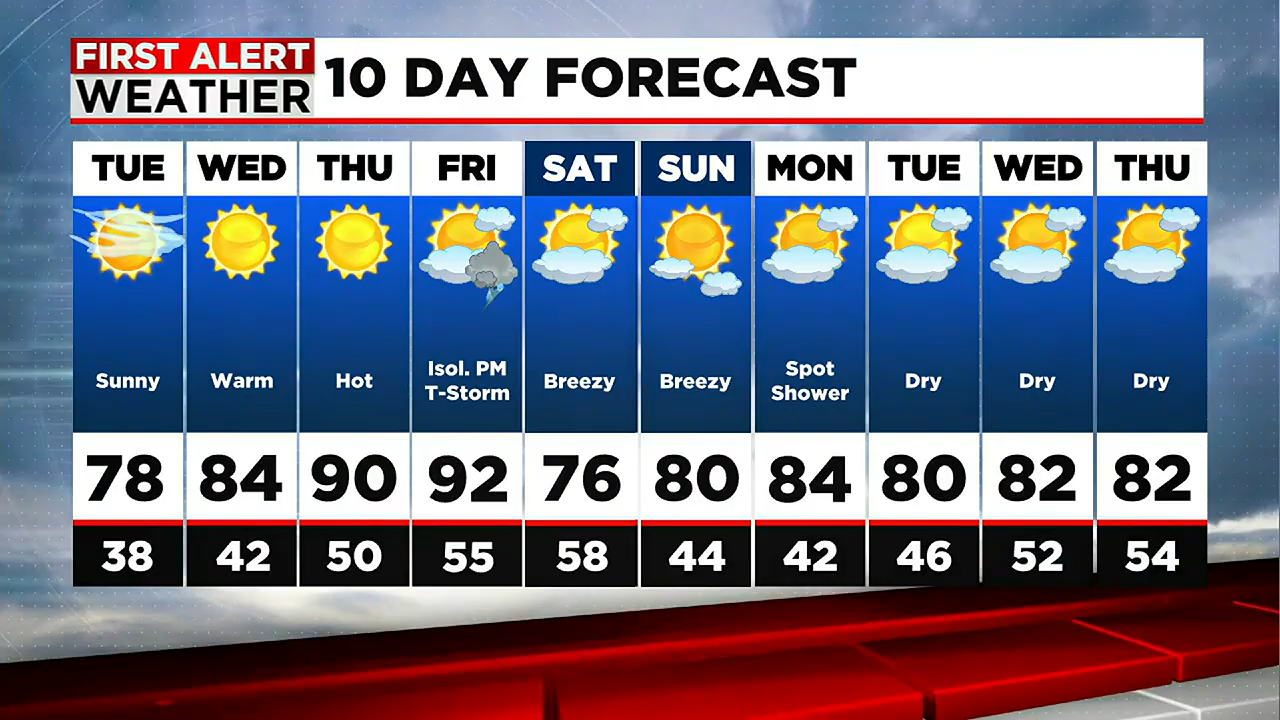 FIRST ALERT
WEATHER
10 DAY FORECAST
TUE WED THU FRI SAT SUN MON TUE WED THU
Sunny Warm Hot Isol. PM T-Storm Breezy Breezy Spot Shower Dry Dry Dry
78 84 90 92 76 80 84 80 82 82
38 42 50 55 58 44 42 46 52 54